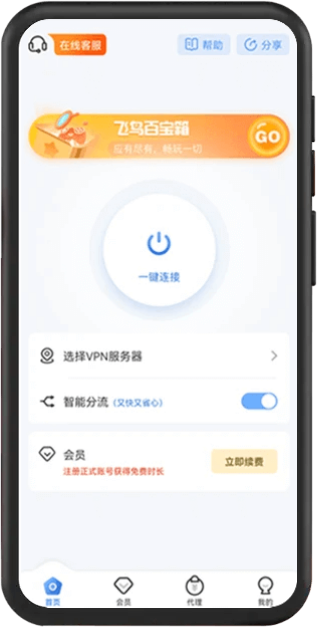 在线客服
帮助
分享
飞鸟百宝箱
应有尽有，畅玩一切
GO
一键连接
选择VPN服务器
智能分流（又快又省心）
会员
注册正式账号获得免费时长
立即续费
首页
会员
代理
我的